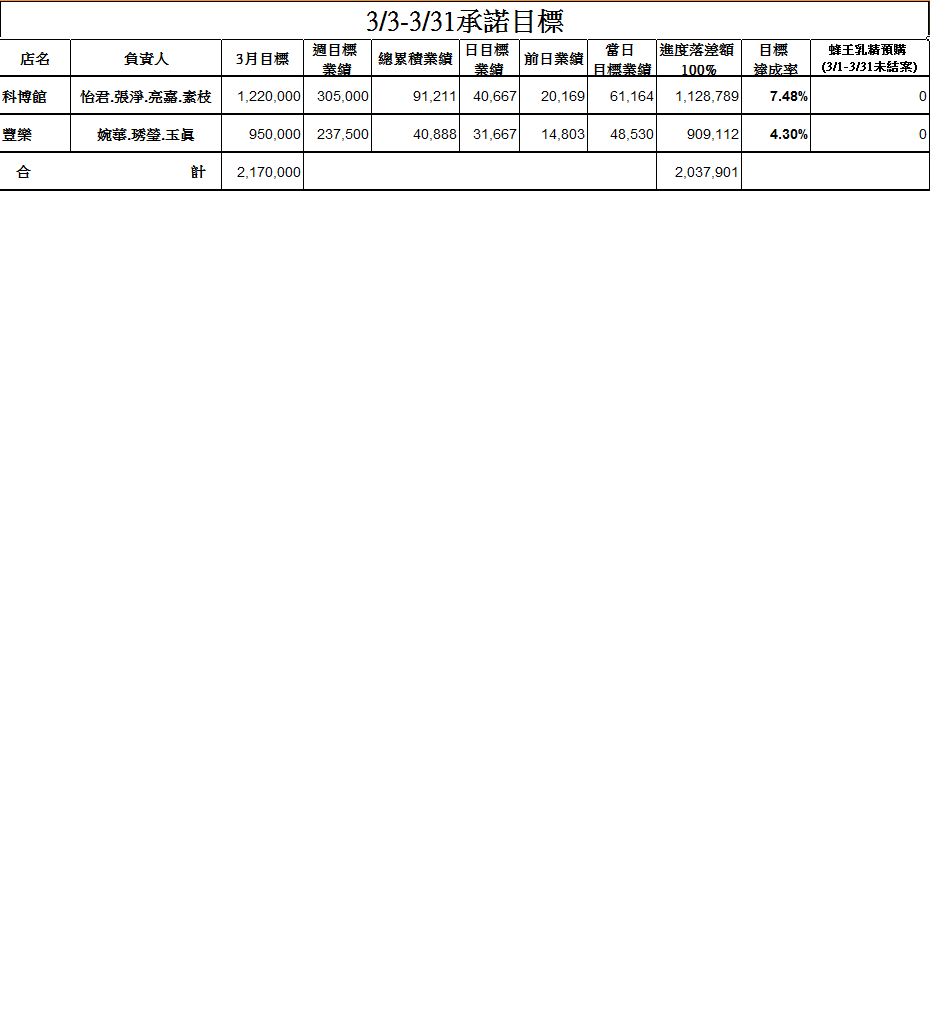 3/3-3/31承諾目標
店名 負責人 3月目標 週目標業績 總累積業績 日目標業績 前日業績 當日目標業績 進度落差額100% 目標達成率 蜂王乳精預購(3/1-3/31未結案)
科博館 怡君.張淨.亮嘉.素枝 1,220,000 305,000 91,211 40,667 20,169 61,164 1,128,789 7.48% 0
豐樂 婉華.琇瑩.玉真 950,000 237,500 40,888 31,667 14,803 48,530 909,112 4.30% 0
合 計 2,170,000 2,037,901